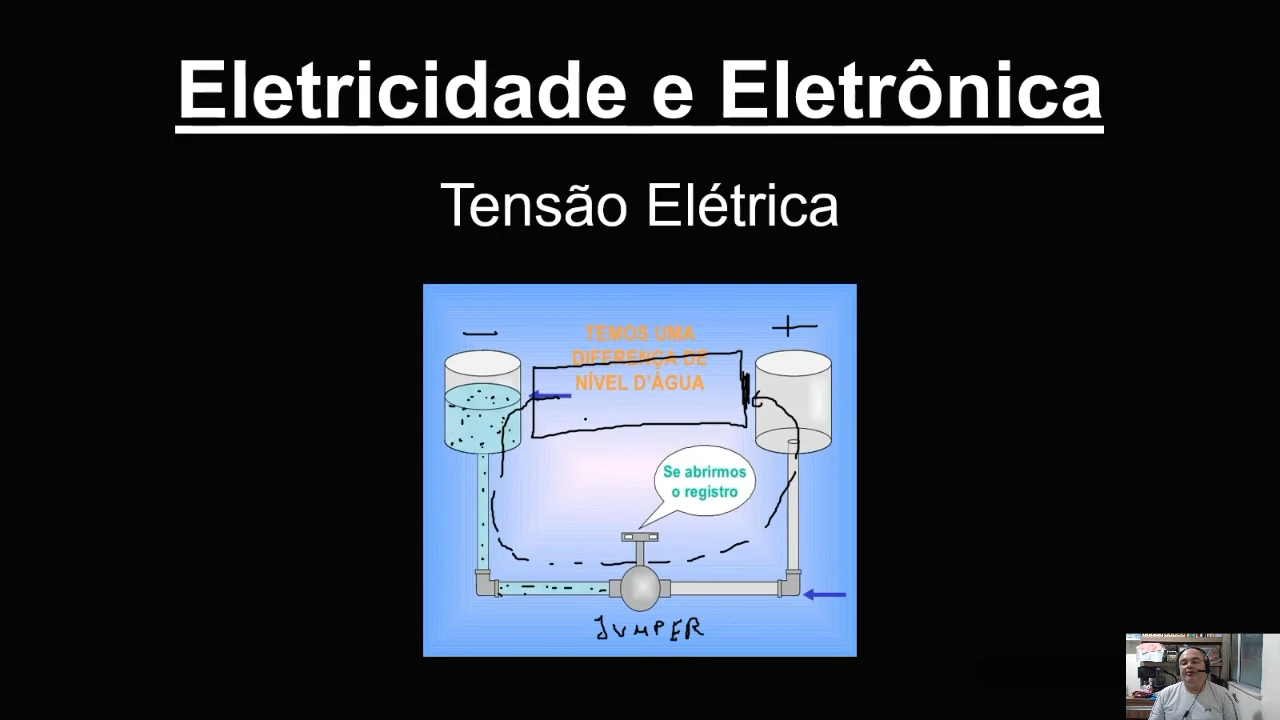 Eletricidade e Eletrônica
Tensão Elétrica
− +
TEMOS UMA
DIFERENÇA DE
NÍVEL D'ÁGUA
Se abrirmos
o registro
JUMPER